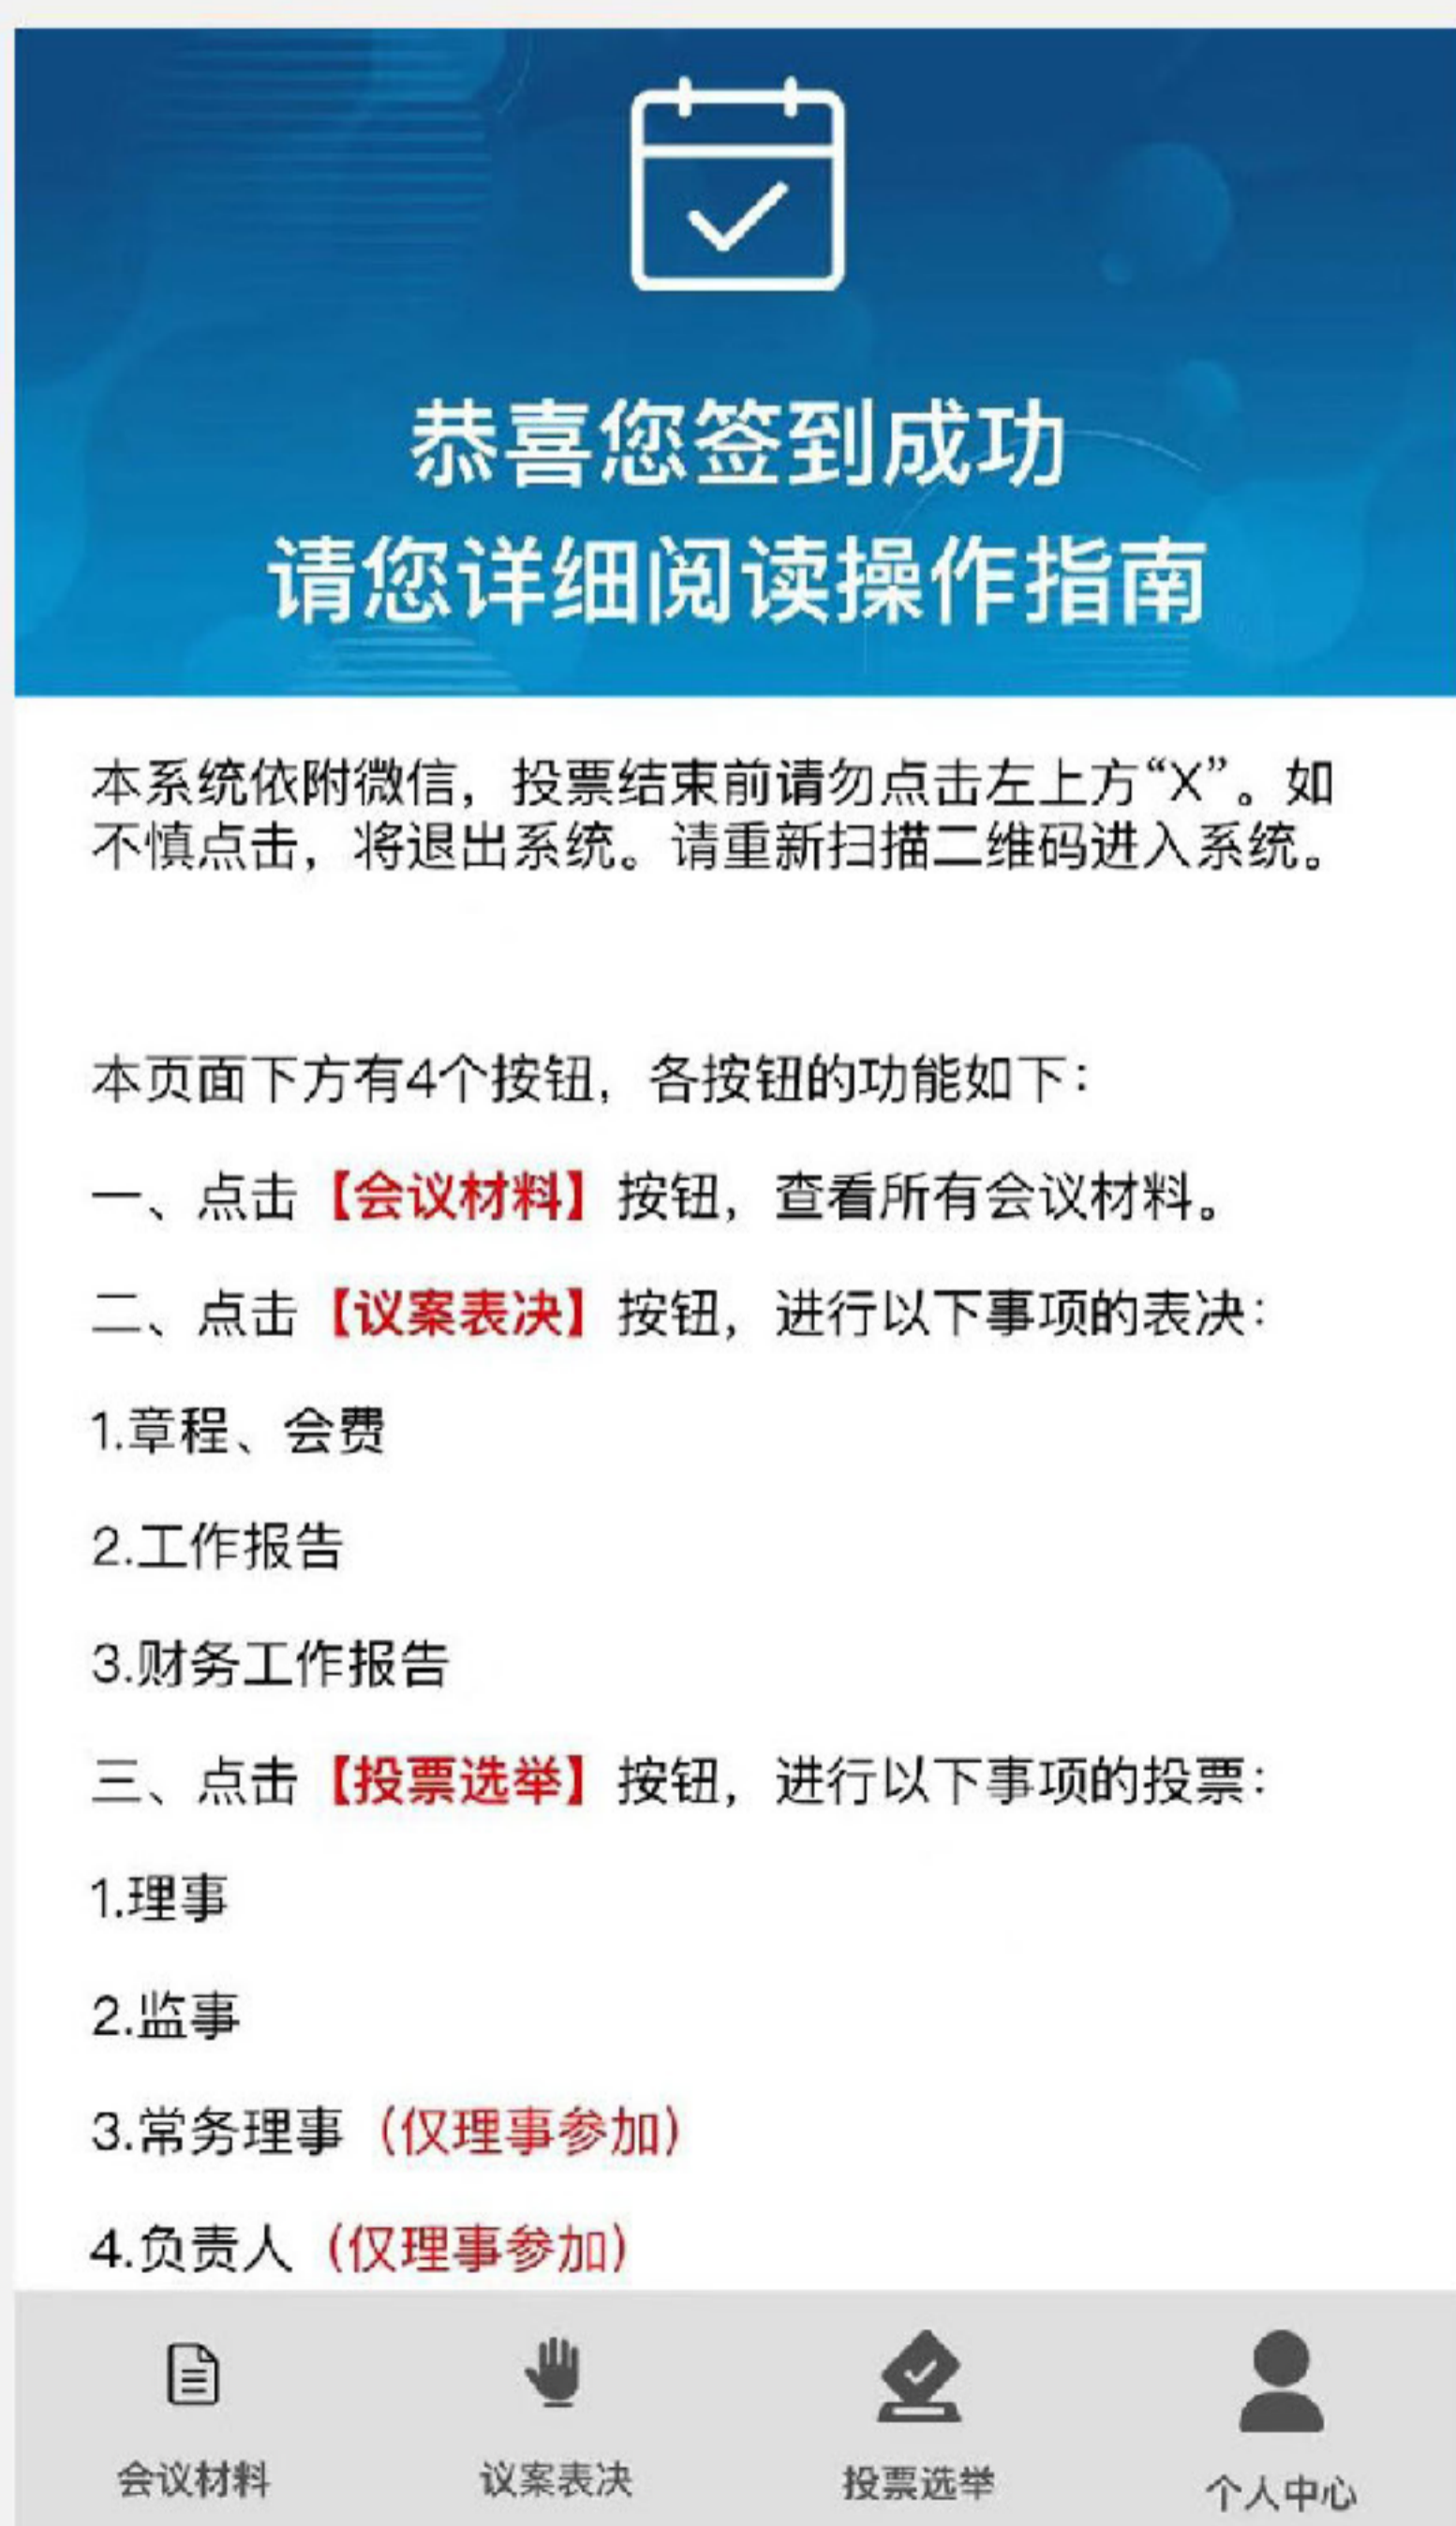 恭喜您签到成功
请您详细阅读操作指南
本系统依附微信，投票结束前请勿点击左上方“X”。如
不慎点击，将退出系统。请重新扫描二维码进入系统。
本页面下方有4个按钮，各按钮的功能如下：
一、点击【会议材料】按钮，查看所有会议材料。
二、点击【议案表决】按钮，进行以下事项的表决：
1.章程、会费
2.工作报告
3.财务工作报告
三、点击【投票选举】按钮，进行以下事项的投票：
1.理事
2.监事
3.常务理事（仅理事参加）
4.负责人（仅理事参加）
会议材料 议案表决 投票选举 个人中心